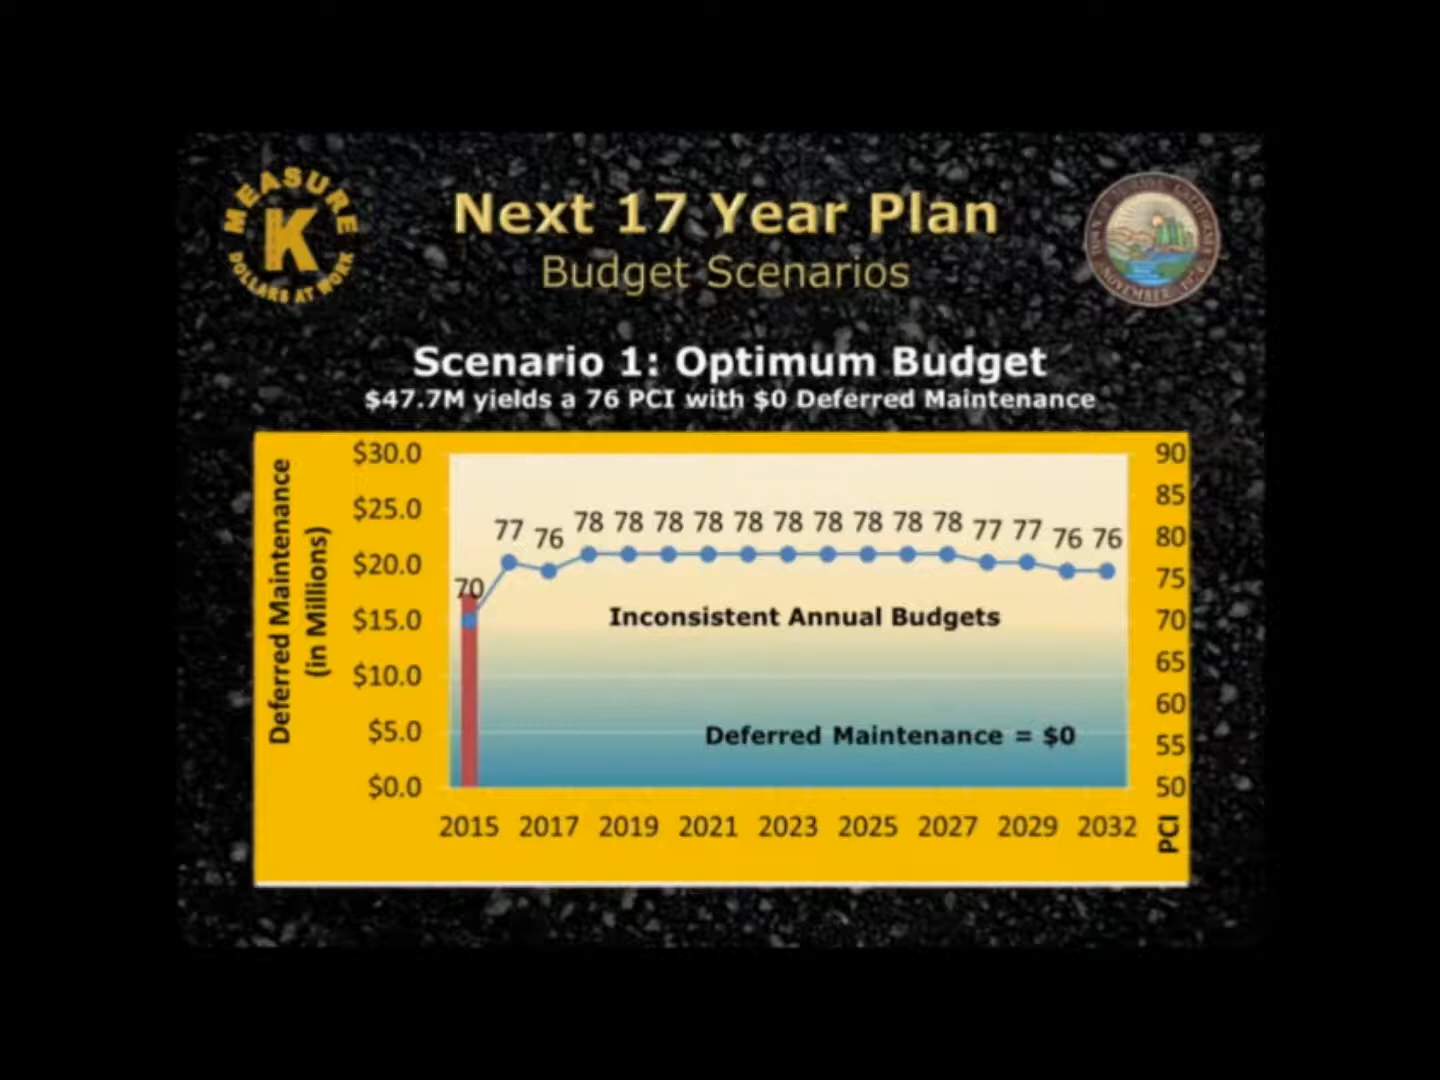 MEASURE
K
DOLLARS AT WORK
Next 17 Year Plan
Budget Scenarios
NOVEMBER
Scenario 1: Optimum Budget
$47.7M yields a 76 PCI with $0 Deferred Maintenance
Deferred Maintenance
(in Millions)
$30.0
$25.0
$20.0
$15.0
$10.0
$5.0
$0.0
70 77 76 78 78 78 78 78 78 78 78 78 78 77 77 76 76
Inconsistent Annual Budgets
Deferred Maintenance = $0
90
85
80
75
70
65
60
55
50
PCI
2015 2017 2019 2021 2023 2025 2027 2029 2032